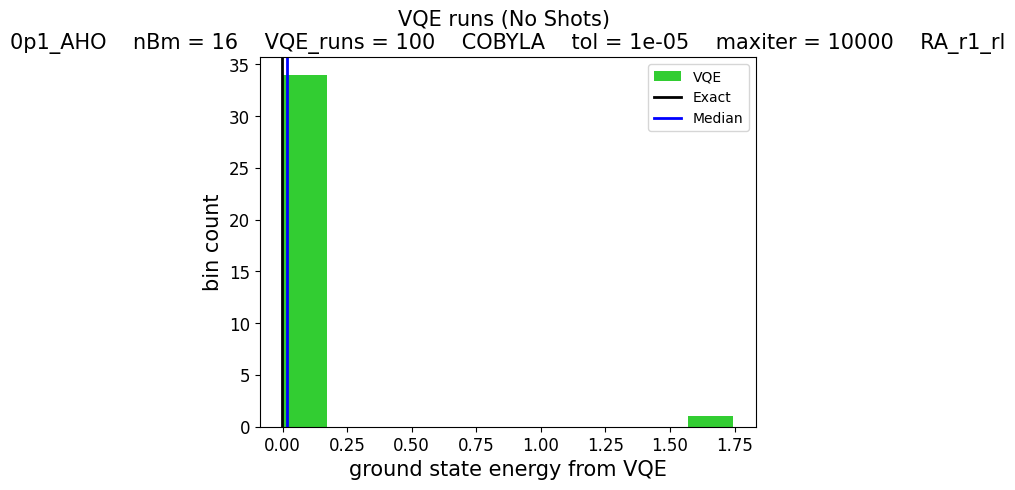 VQE runs (No Shots)
0p1_AHO nBm = 16 VQE_runs = 100 COBYLA tol = 1e-05 maxiter = 10000 RA_r1_rl
35
30
25
20
15
10
5
0
bin count
VQE
Exact
Median
0.00 0.25 0.50 0.75 1.00 1.25 1.50 1.75
ground state energy from VQE